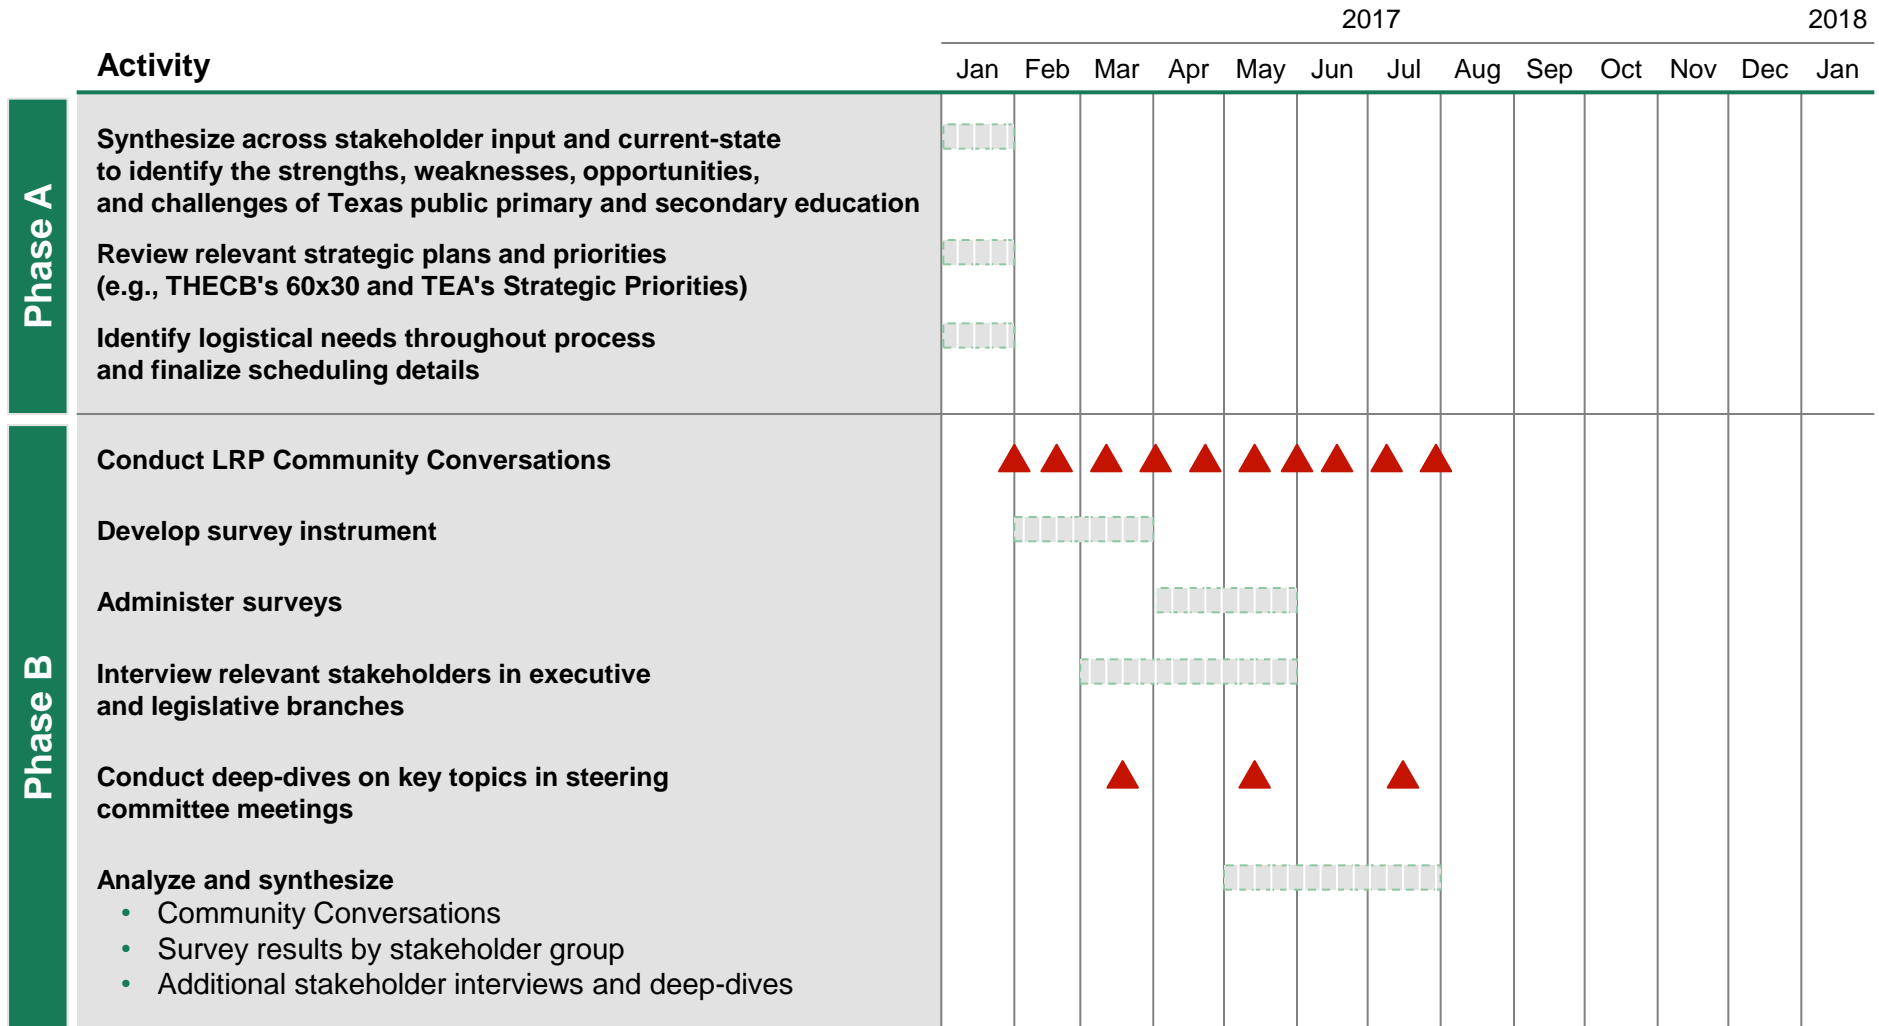 2017 2018
Activity Jan Feb Mar Apr May Jun Jul Aug Sep Oct Nov Dec Jan
Phase A
Synthesize across stakeholder input and current-state
to identify the strengths, weaknesses, opportunities,
and challenges of Texas public primary and secondary education
Review relevant strategic plans and priorities
(e.g., THECB's 60x30 and TEA's Strategic Priorities)
Identify logistical needs throughout process
and finalize scheduling details
Phase B
Conduct LRP Community Conversations
Develop survey instrument
Administer surveys
Interview relevant stakeholders in executive
and legislative branches
Conduct deep-dives on key topics in steering
committee meetings
Analyze and synthesize
• Community Conversations
• Survey results by stakeholder group
• Additional stakeholder interviews and deep-dives